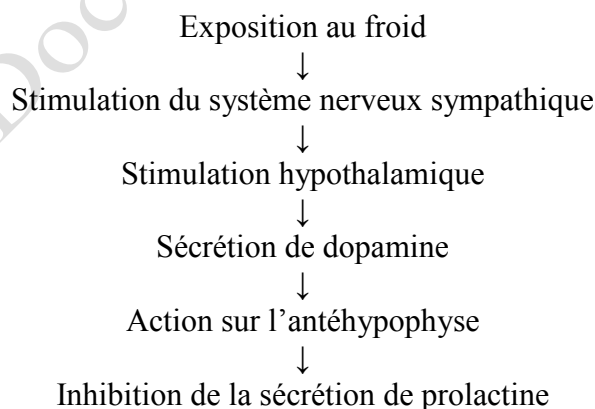 Exposition au froid
↓
Stimulation du système nerveux sympathique
↓
Stimulation hypothalamique
↓
Sécrétion de dopamine
↓
Action sur l’antéhypophyse
↓
Inhibition de la sécrétion de prolactine